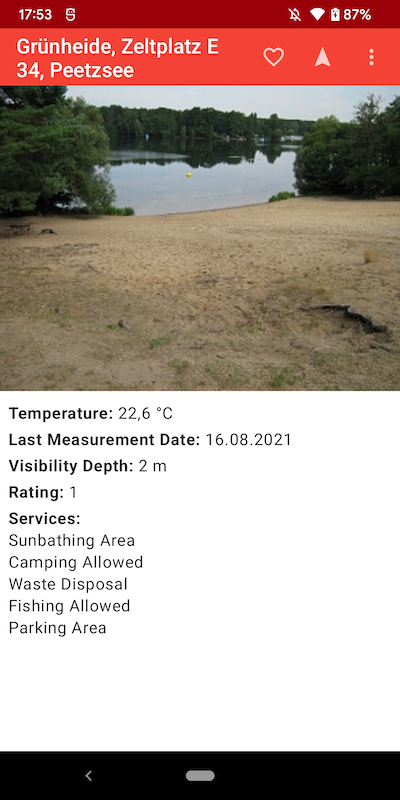 17:53 87%
Grünheide, Zeltplatz E
34, Peetzsee
Temperature: 22,6 °C
Last Measurement Date: 16.08.2021
Visibility Depth: 2 m
Rating: 1
Services:
Sunbathing Area
Camping Allowed
Waste Disposal
Fishing Allowed
Parking Area